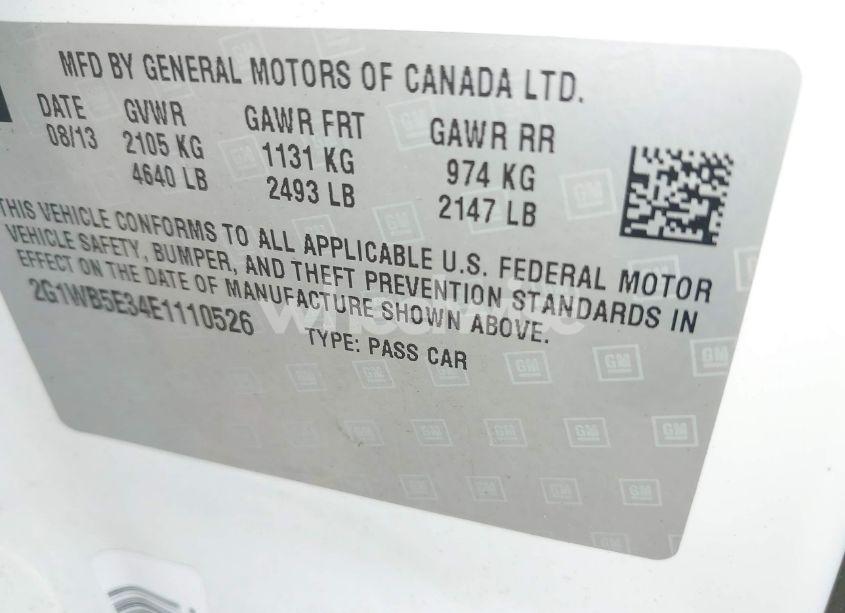 MFD BY GENERAL MOTORS OF CANADA LTD.
DATE GVWR GAWR FRT GAWR RR
08/13 2105 KG 1131 KG 974 KG
4640 LB 2493 LB 2147 LB
THIS VEHICLE CONFORMS TO ALL APPLICABLE U.S. FEDERAL MOTOR
VEHICLE SAFETY, BUMPER, AND THEFT PREVENTION STANDARDS IN
EFFECT ON THE DATE OF MANUFACTURE SHOWN ABOVE.
2G1WB5E34E1110526 TYPE: PASS CAR
GM